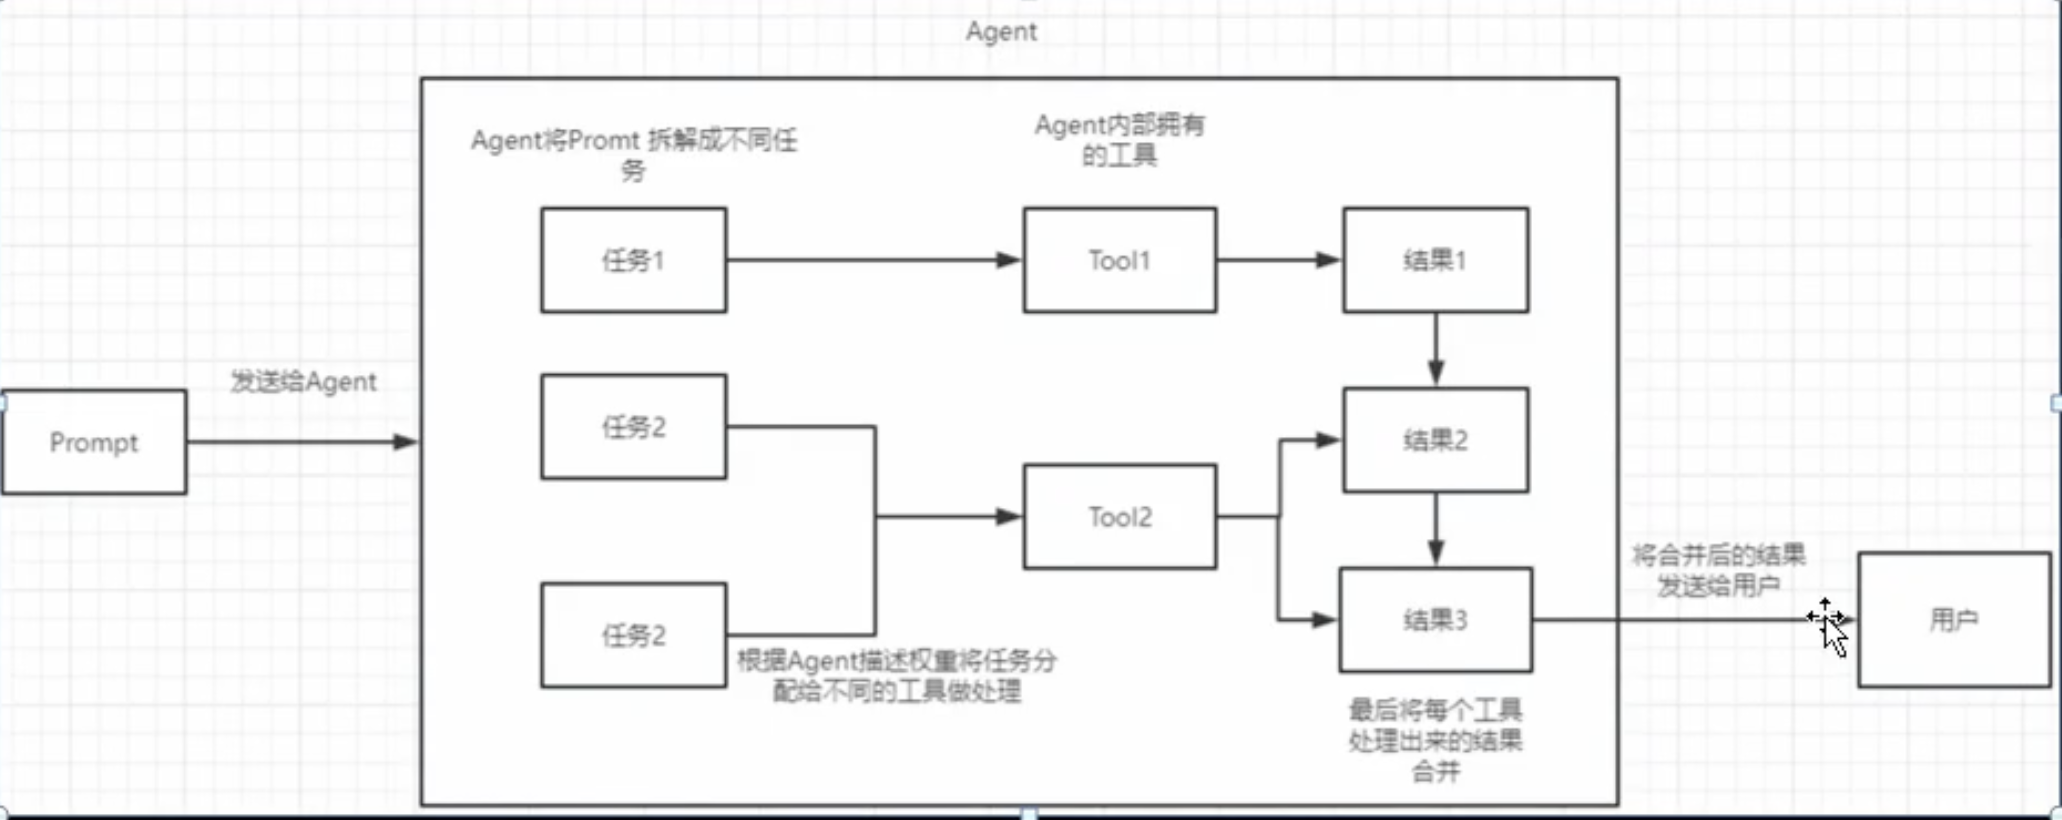 Agent
Agent将Promt 拆解成不同任
务
Agent内部拥有
的工具
任务1
Tool1
结果1
发送给Agent
Prompt
任务2
结果2
Tool2
任务2
根据Agent描述权重将任务分
配给不同的工具做处理
结果3
最后将每个工具
处理出来的结果
合并
将合并后的结果
发送给用户
用户